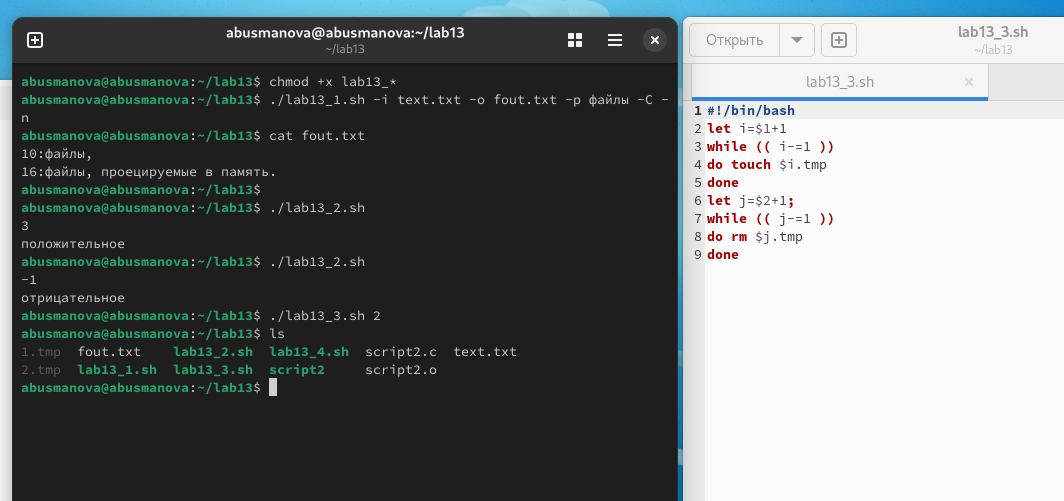 abusmanova@abusmanova:~/lab13
~/lab13
abusmanova@abusmanova:~/lab13$ chmod +x lab13_*
abusmanova@abusmanova:~/lab13$ ./lab13_1.sh -i text.txt -o fout.txt -p файлы -C -
n
abusmanova@abusmanova:~/lab13$ cat fout.txt
10:файлы,
16:файлы, проецируемые в память.
abusmanova@abusmanova:~/lab13$
abusmanova@abusmanova:~/lab13$ ./lab13_2.sh
3
положительное
abusmanova@abusmanova:~/lab13$ ./lab13_2.sh
-1
отрицательное
abusmanova@abusmanova:~/lab13$ ./lab13_3.sh 2
abusmanova@abusmanova:~/lab13$ ls
1.tmp fout.txt lab13_2.sh lab13_4.sh script2.c text.txt
2.tmp lab13_1.sh lab13_3.sh script2 script2.o
abusmanova@abusmanova:~/lab13$
Открыть
lab13_3.sh
~/lab13
lab13_3.sh
1 #!/bin/bash
2 let i=$1+1
3 while (( i-=1 ))
4 do touch $i.tmp
5 done
6 let j=$2+1;
7 while (( j-=1 ))
8 do rm $j.tmp
9 done